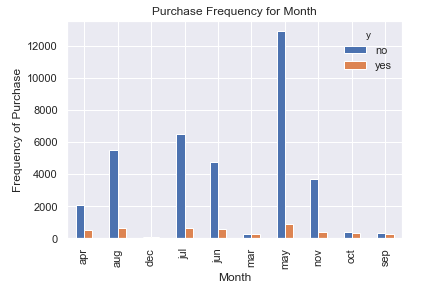 Purchase Frequency for Month
y
no
yes
12000
10000
8000
6000
4000
2000
0
Frequency of Purchase
apr
aug
dec
jul
jun
mar
may
nov
oct
sep
Month